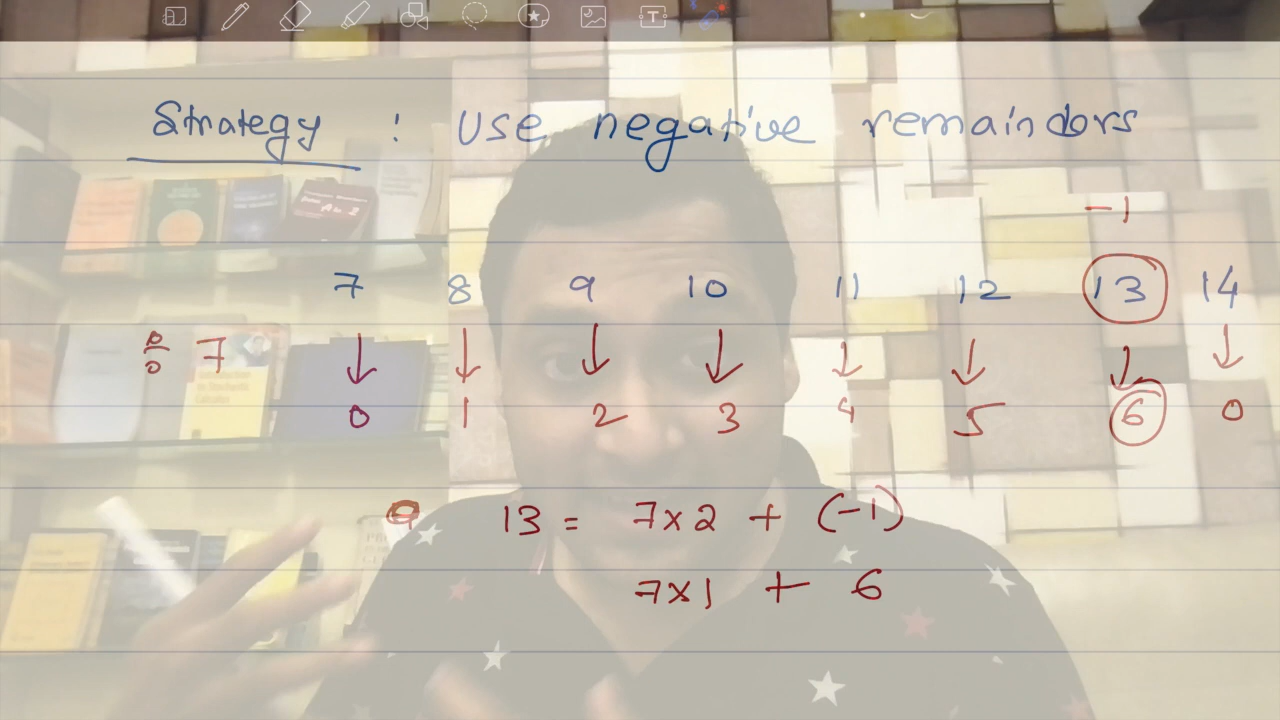 Strategy : Use negative remainders
-1
7 8 9 10 11 12 13 14
% 7 ↓ ↓ ↓ ↓ ↓ ↓ ↓ ↓
0 1 2 3 4 5 6 0
13 = 7×2 + (-1)
7×1 + 6